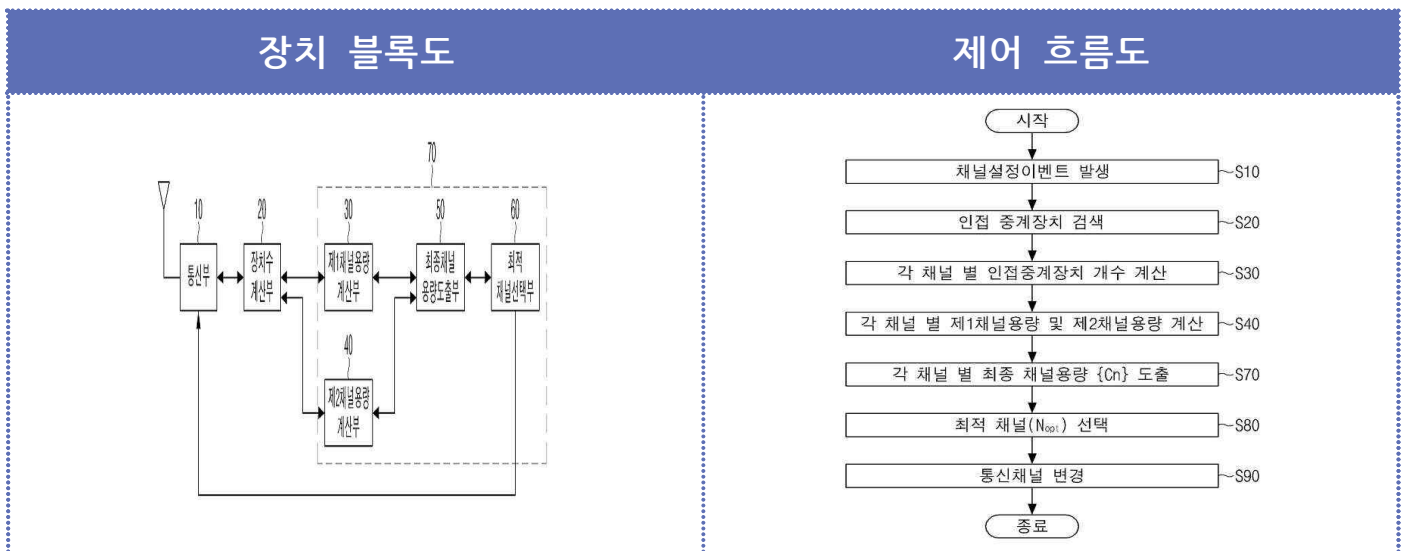 장치 블록도
제어 흐름도
70
10
20
30
50
60
통신부
장치수
계산부
제1채널용량
계산부
최종채널
용량도출부
최적
채널선택부
40
제2채널용량
계산부
시작
채널설정이벤트 발생
S10
인접 중계장치 검색
S20
각 채널 별 인접중계장치 개수 계산
S30
각 채널 별 제1채널용량 및 제2채널용량 계산
S40
각 채널 별 최종 채널용량 {Cn} 도출
S70
최적 채널(Nopt) 선택
S80
통신채널 변경
S90
종료